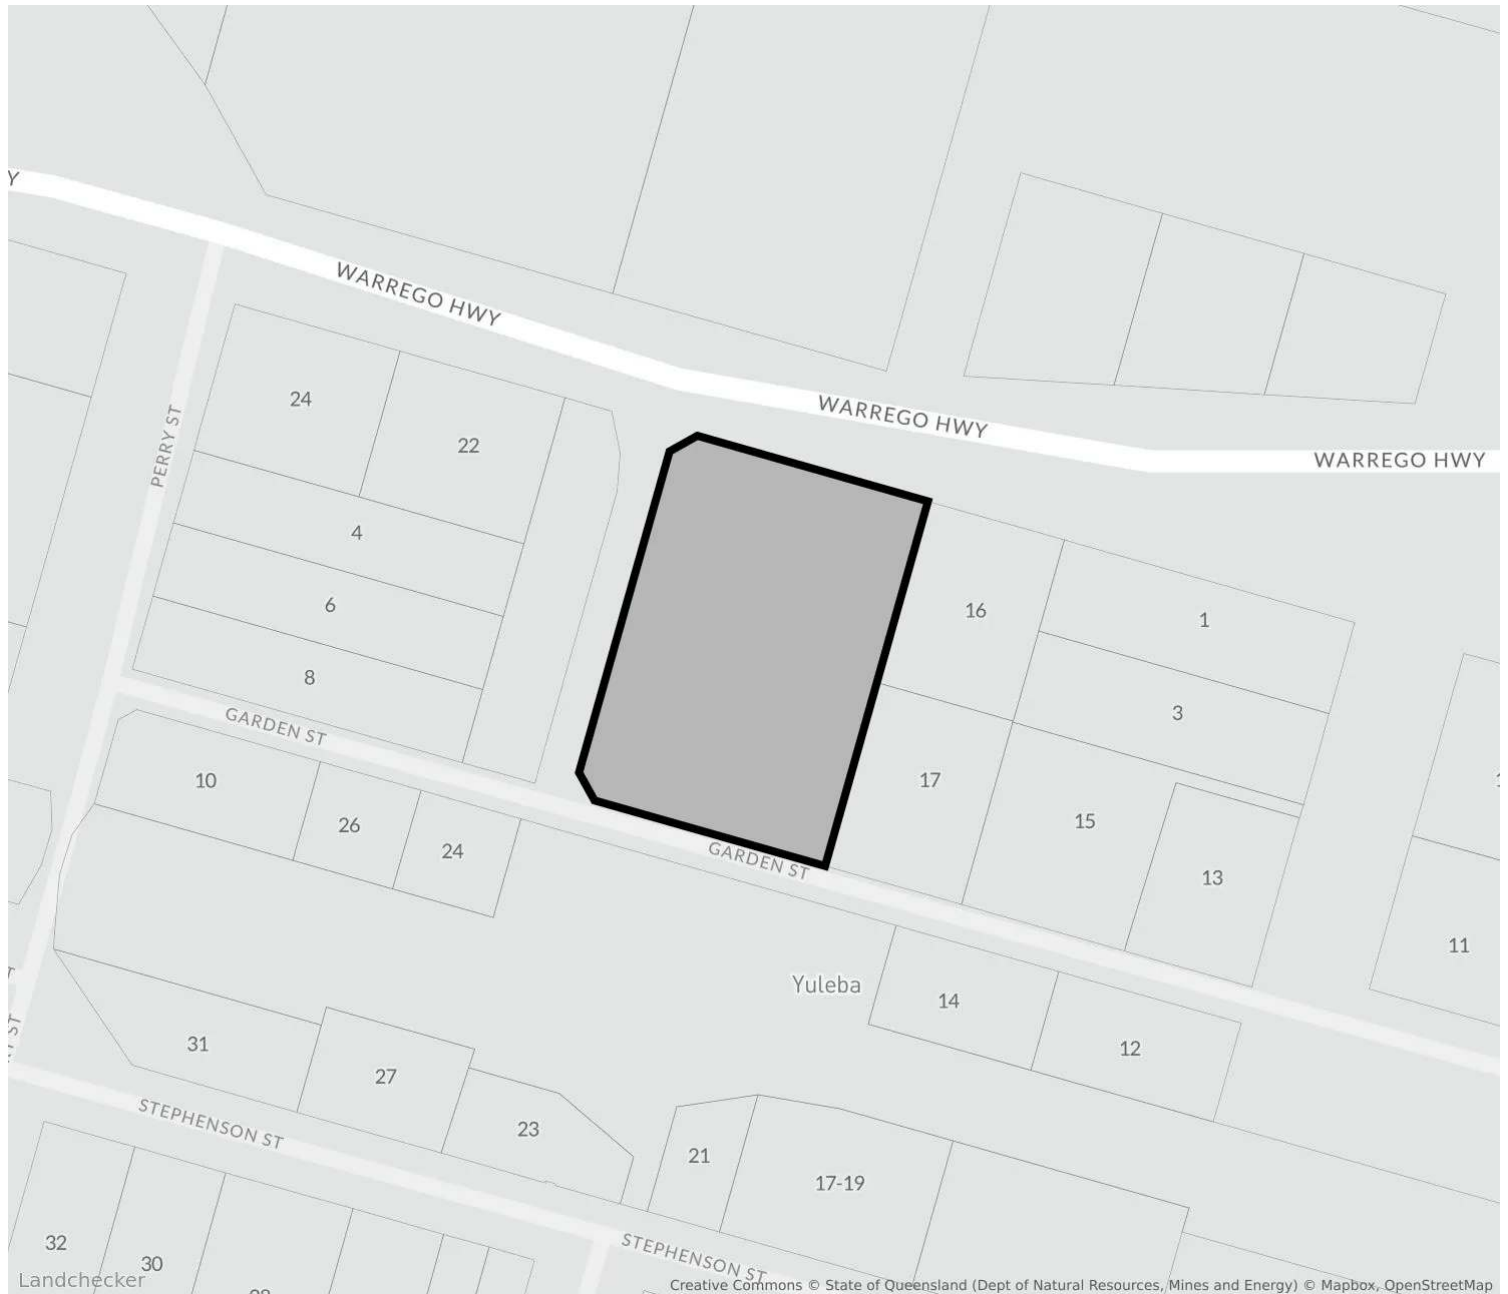 Y
WARREGO HWY
WARREGO HWY
WARREGO HWY
24
22
PERRY ST
4
16
6
1
8
3
GARDEN ST
10
17
26
15
24
GARDEN ST
13
11
Yuleba
14
31
12
27
STEPHENSON ST
23
21
17-19
32
30
STEPHENSON ST
Landchecker
Creative Commons © State of Queensland (Dept of Natural Resources, Mines and Energy) © Mapbox, OpenStreetMap